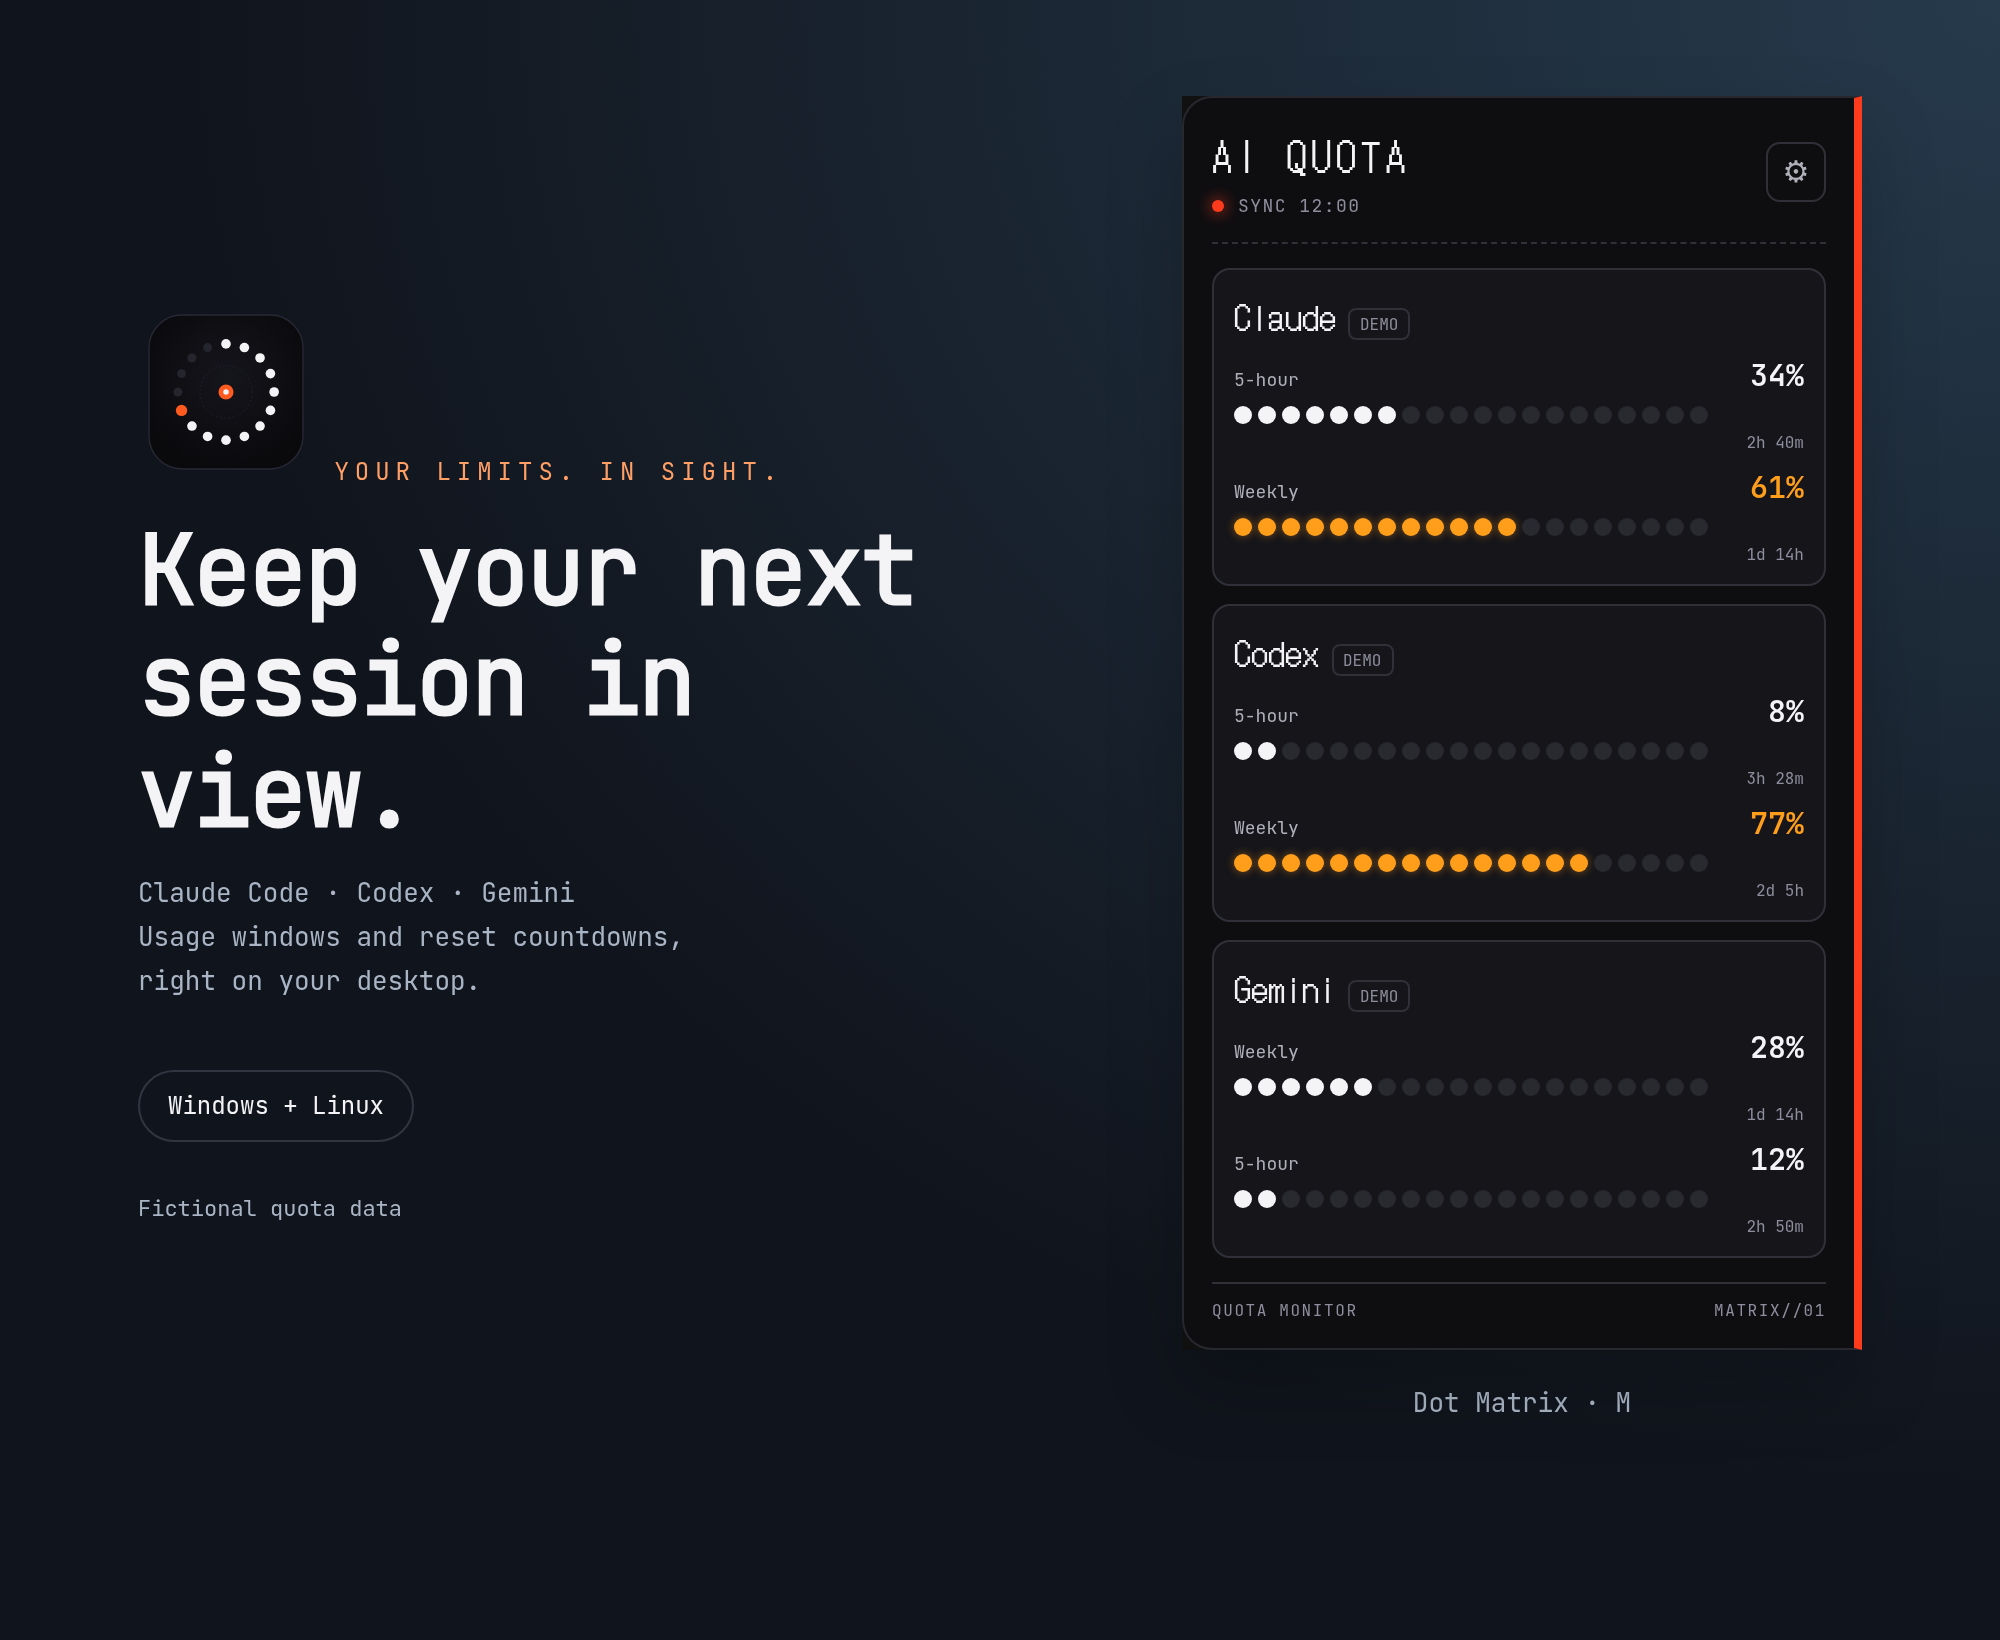 YOUR LIMITS. IN SIGHT.
Keep your next
session in
view.
Claude Code · Codex · Gemini
Usage windows and reset countdowns,
right on your desktop.
Windows + Linux
Fictional quota data
AI QUOTA
SYNC 12:00
Claude DEMO
5-hour 34%
2h 40m
Weekly 61%
1d 14h
Codex DEMO
5-hour 8%
3h 28m
Weekly 77%
2d 5h
Gemini DEMO
Weekly 28%
1d 14h
5-hour 12%
2h 50m
QUOTA MONITOR MATRIX//01
Dot Matrix · M